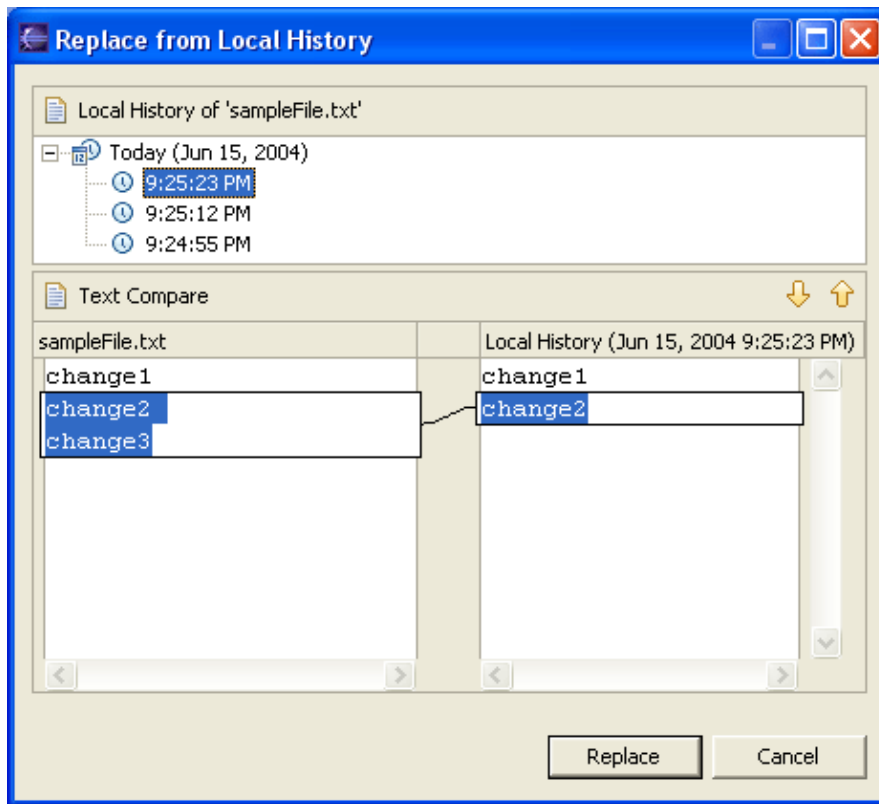 Replace from Local History
Local History of 'sampleFile.txt'
Today (Jun 15, 2004)
9:25:23 PM
9:25:12 PM
9:24:55 PM
Text Compare
sampleFile.txt
Local History (Jun 15, 2004 9:25:23 PM)
change1
change2
change3
change1
change2
Replace
Cancel